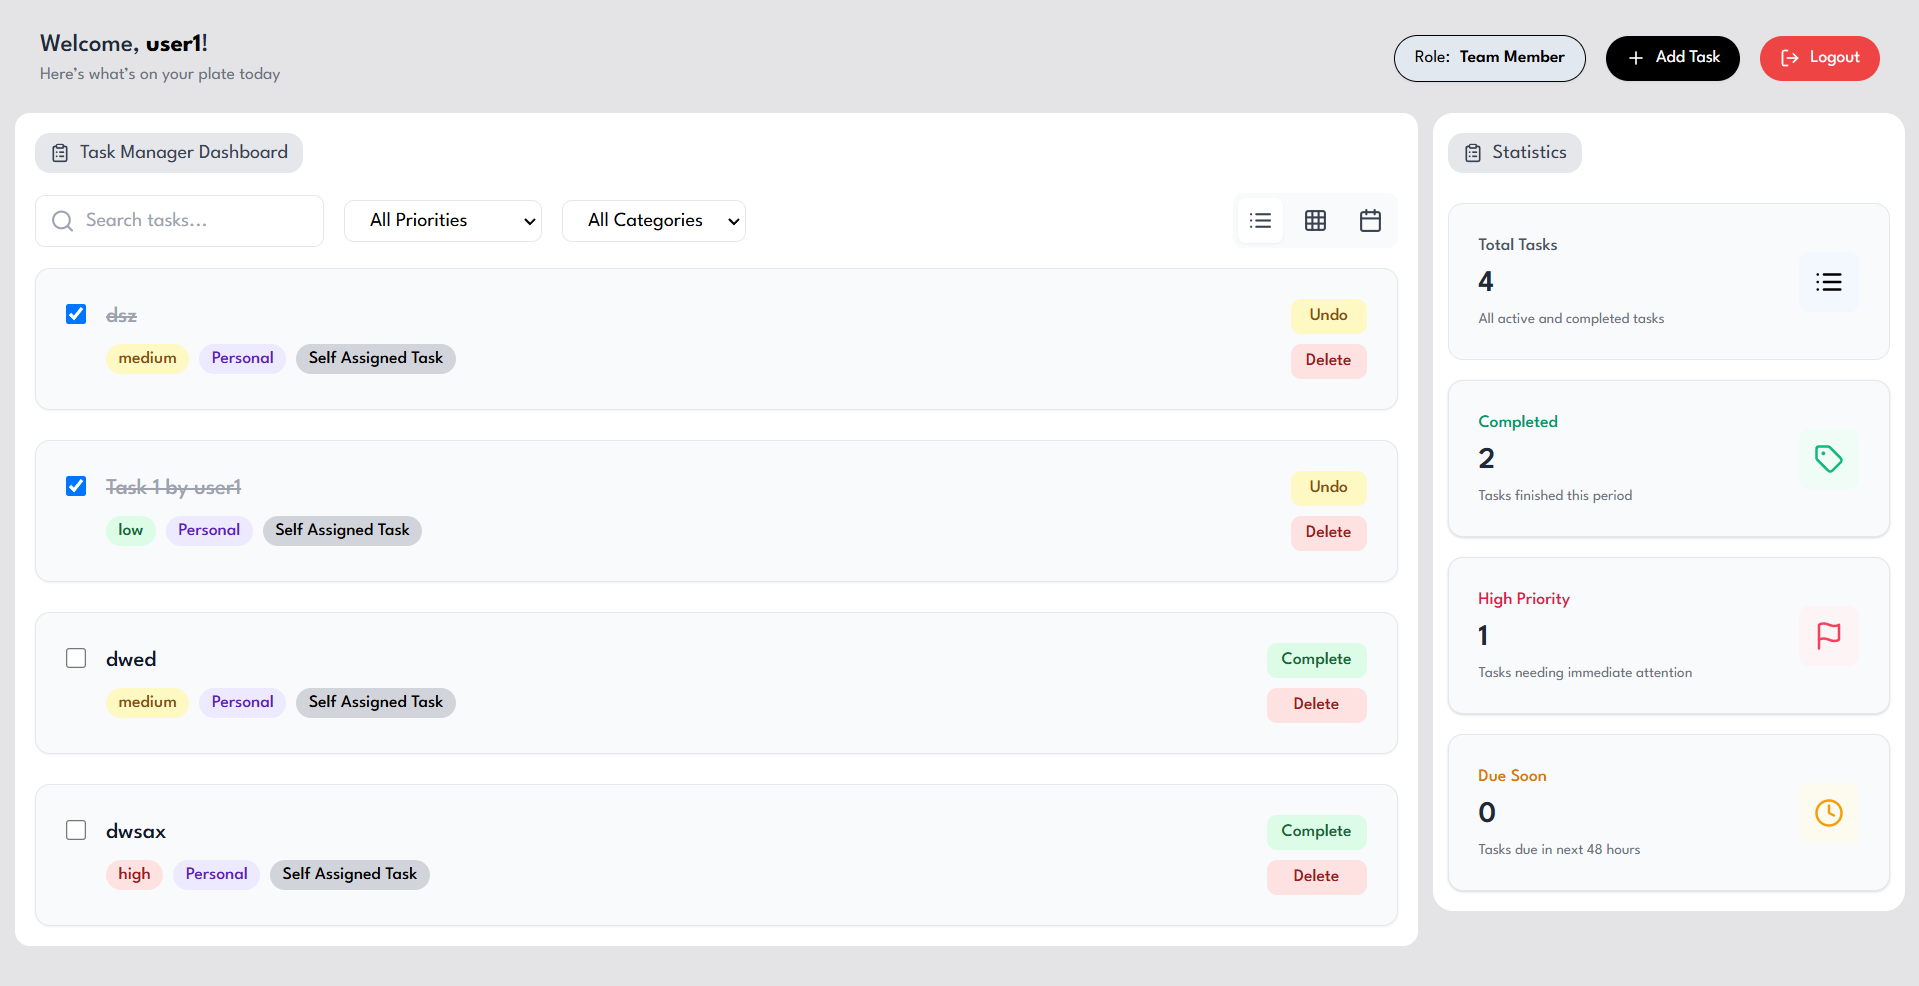 Welcome, user1!
Here's what's on your plate today
Role: Team Member
Add Task
Logout
Task Manager Dashboard
Search tasks...
All Priorities
All Categories
dsz
medium Personal Self Assigned Task
Undo
Delete
Task 1 by user1
low Personal Self Assigned Task
Undo
Delete
dwed
medium Personal Self Assigned Task
Complete
Delete
dwsax
high Personal Self Assigned Task
Complete
Delete
Statistics
Total Tasks
4
All active and completed tasks
Completed
2
Tasks finished this period
High Priority
1
Tasks needing immediate attention
Due Soon
0
Tasks due in next 48 hours